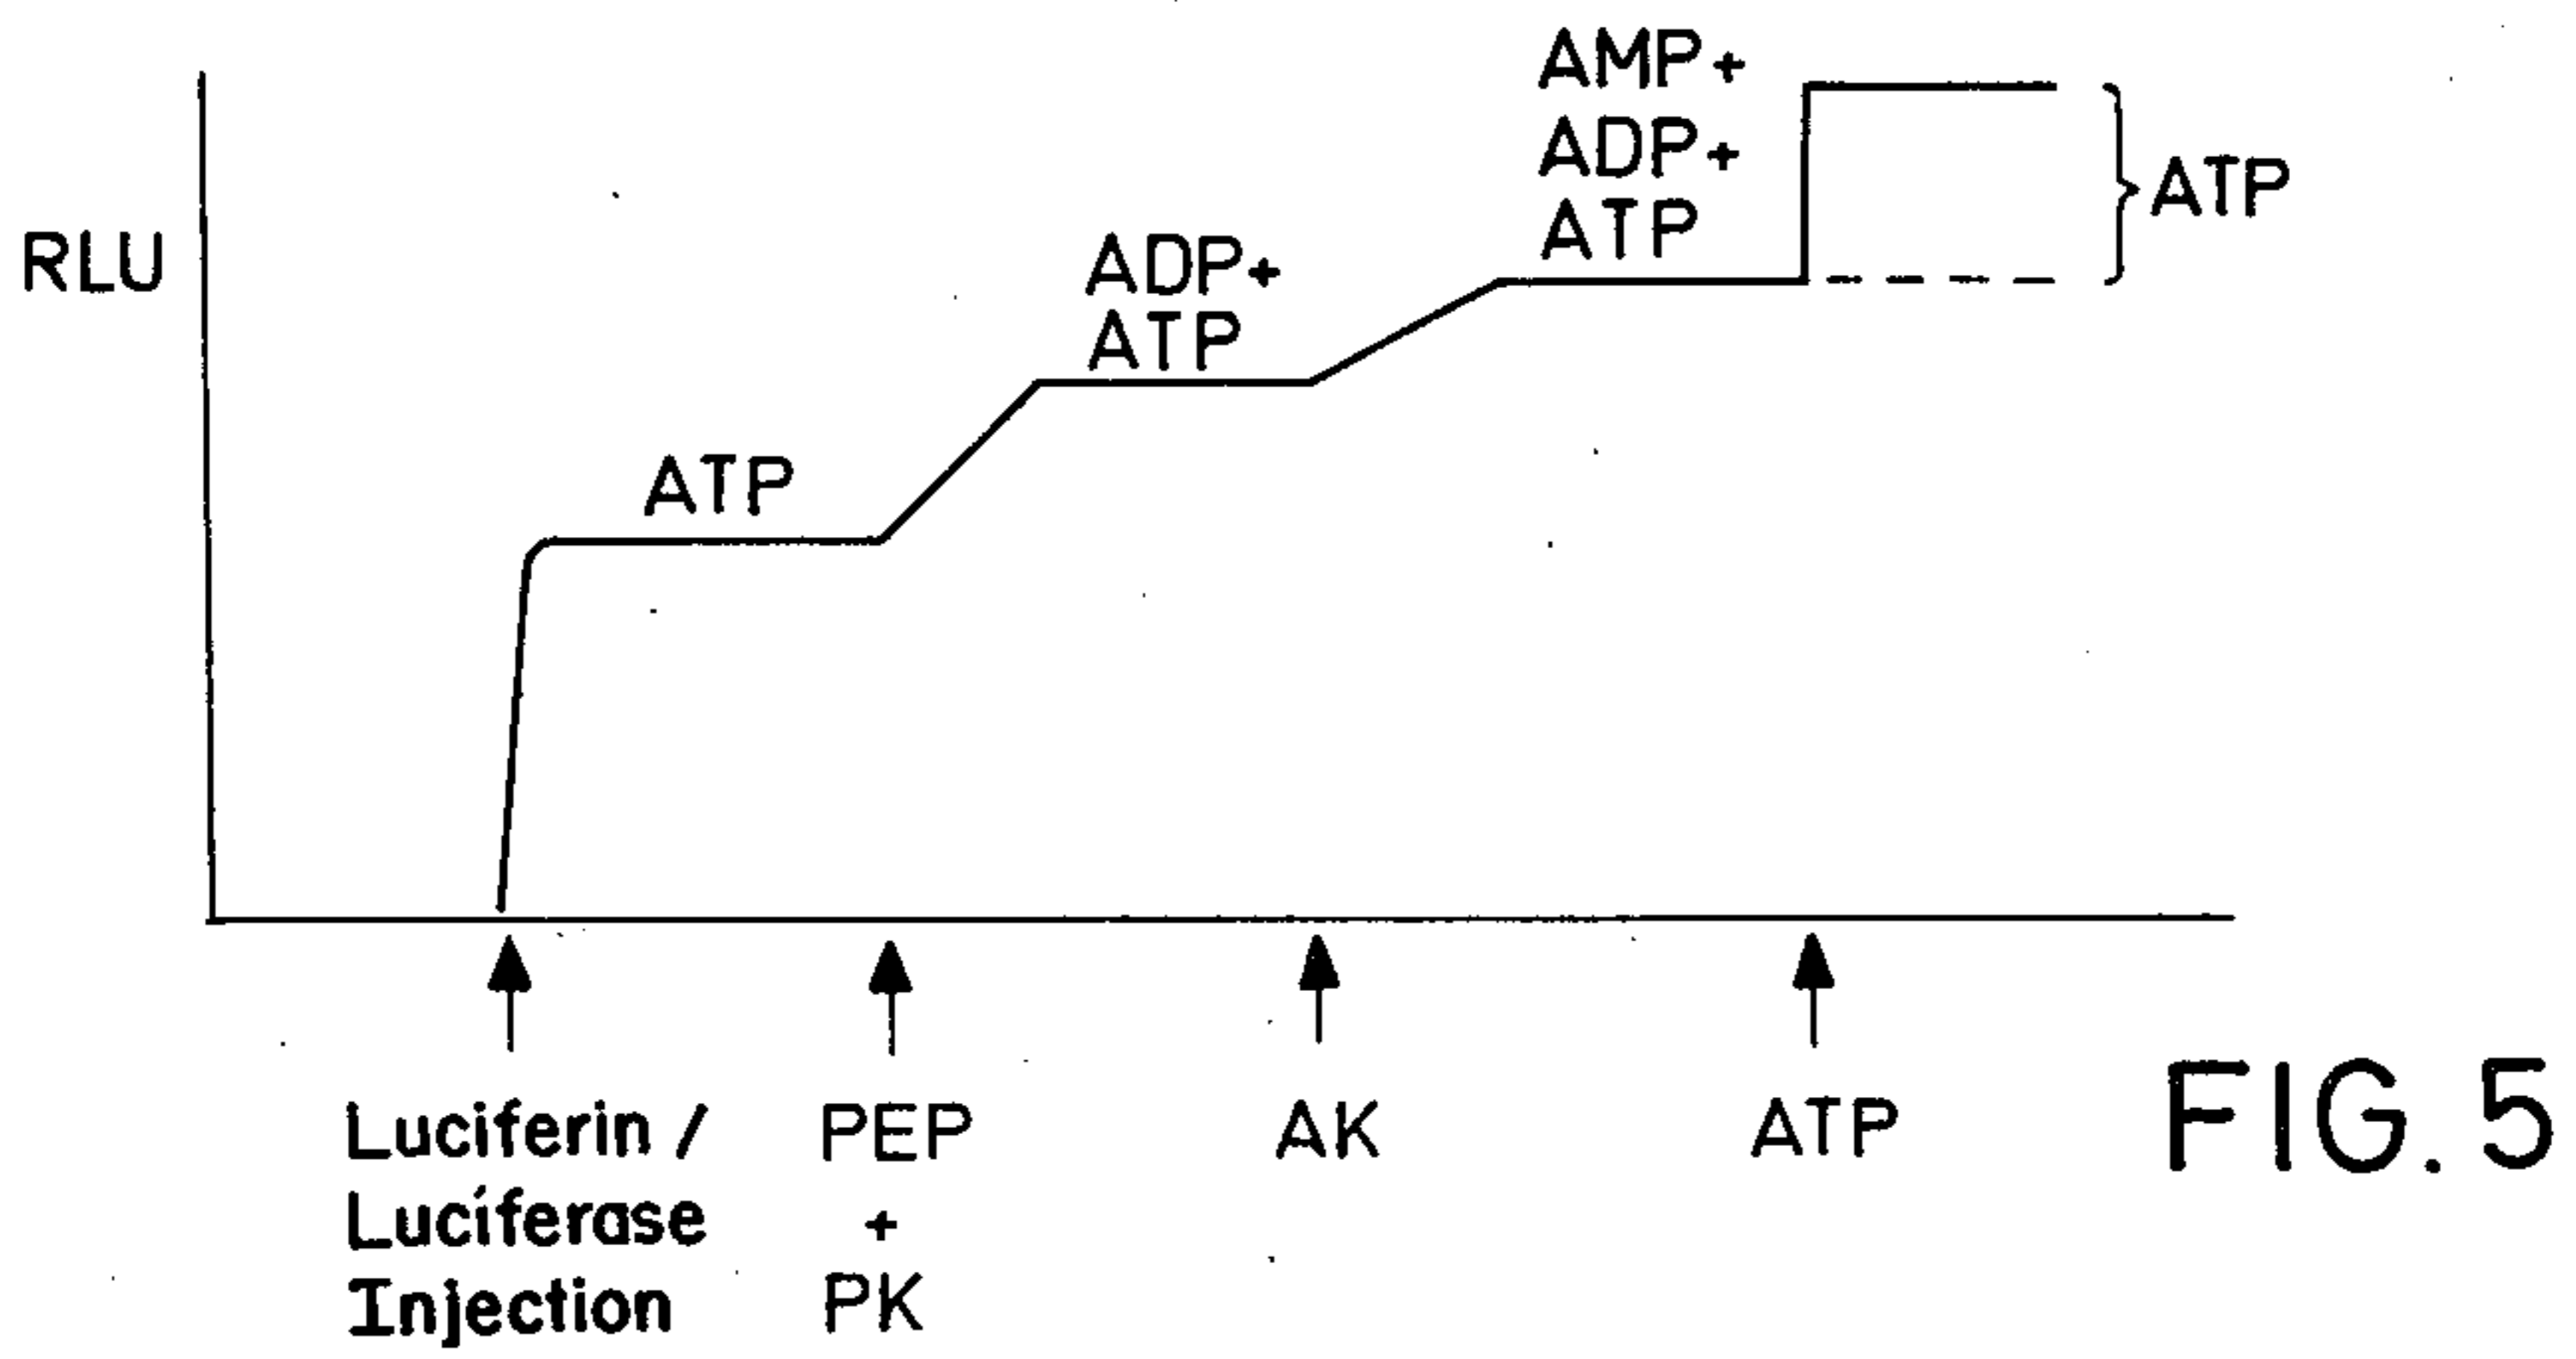 RLU
ATP
ADP+
ATP
AMP+
ADP+
ATP
ATP
Luciferin /
Luciferase
Injection
PEP
+
PK
AK
ATP
FIG. 5